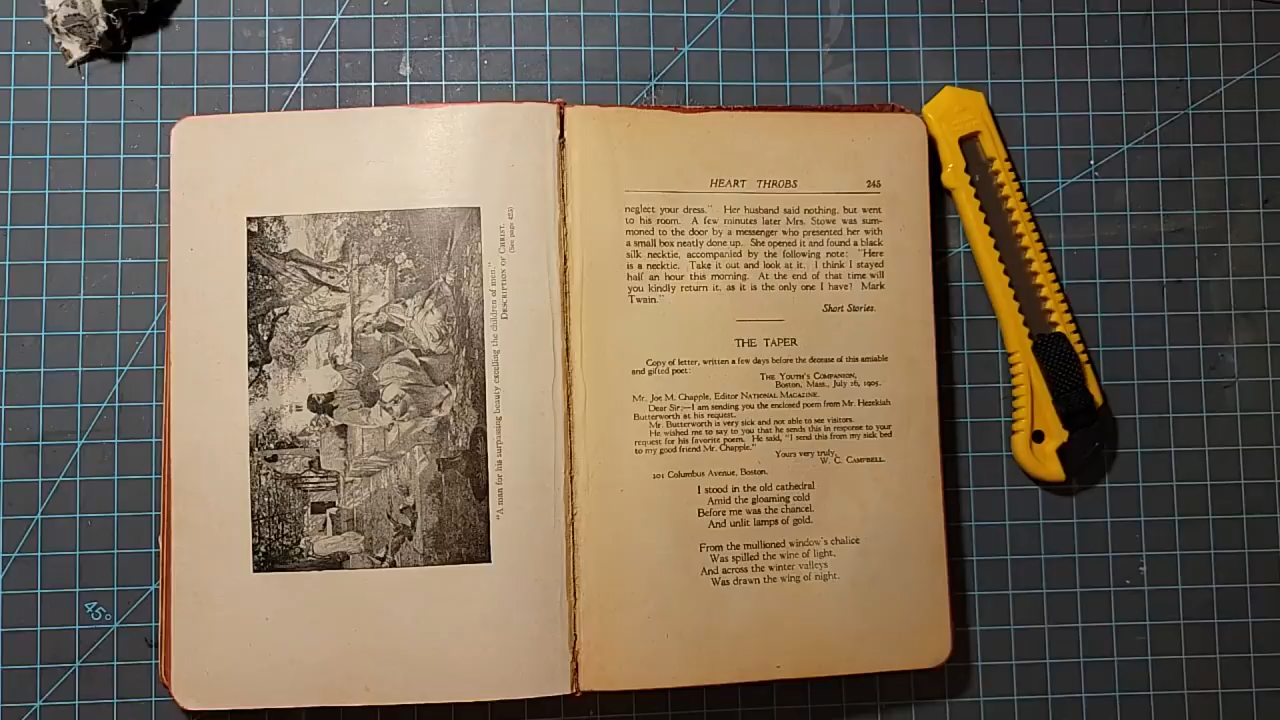 "A man for his surpassing beauty excelling the children of men."
DESCRIPTION OF CHRIST.
(See page 425)
HEART THROBS 245
neglect your dress." Her husband said nothing, but went
to his room. A few minutes later Mrs. Stowe was sum-
moned to the door by a messenger who presented her with
a small box neatly done up. She opened it and found a black
silk necktie, accompanied by the following note: "Here
is a necktie. Take it out and look at it. I think I stayed
half an hour this morning. At the end of that time will
you kindly return it, as it is the only one I have? Mark
Twain."
Short Stories.
THE TAPER
Copy of letter, written a few days before the decease of this amiable
and gifted poet:
THE YOUTH'S COMPANION,
Boston, Mass., July 26, 1905.
Mr. Joe M. Chapple, Editor NATIONAL MAGAZINE.
Dear Sir:—I am sending you the enclosed poem from Mr. Hezekiah
Butterworth at his request.
Mr. Butterworth is very sick and not able to see visitors.
He wished me to say to you that he sends this in response to your
request for his favorite poem. He said, "I send this from my sick bed
to my good friend Mr. Chapple."
Yours very truly,
W. C. CAMPBELL.
101 Columbus Avenue, Boston.
I stood in the old cathedral
Amid the gloaming cold
Before me was the chancel,
And unlit lamps of gold.
From the mullioned window's chalice
Was spilled the wine of light,
And across the winter valleys
Was drawn the wing of night.
45°